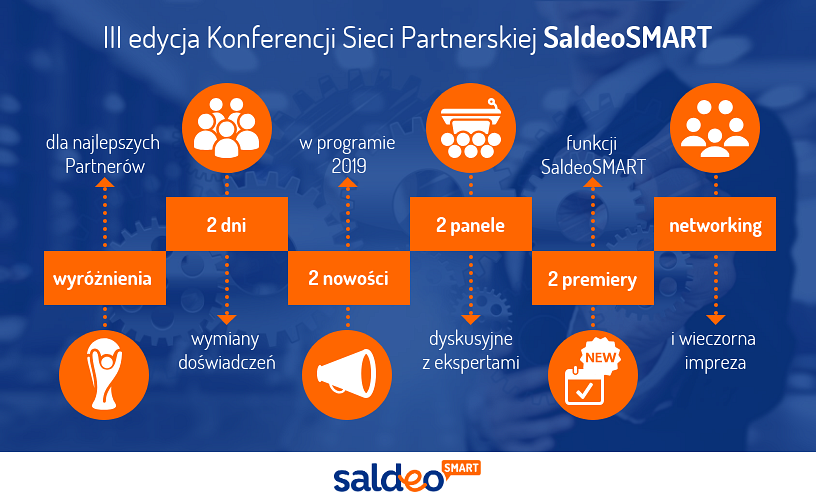 III edycja Konferencji Sieci Partnerskiej SaldeoSMART
dla najlepszych
Partnerów
wyróżnienia
2 dni
wymiany
doświadczeń
w programie
2019
2 nowości
2 panele
dyskusyjne
z ekspertami
funkcji
SaldeoSMART
2 premiery
NEW
networking
i wieczorna
impreza
saldeo SMART